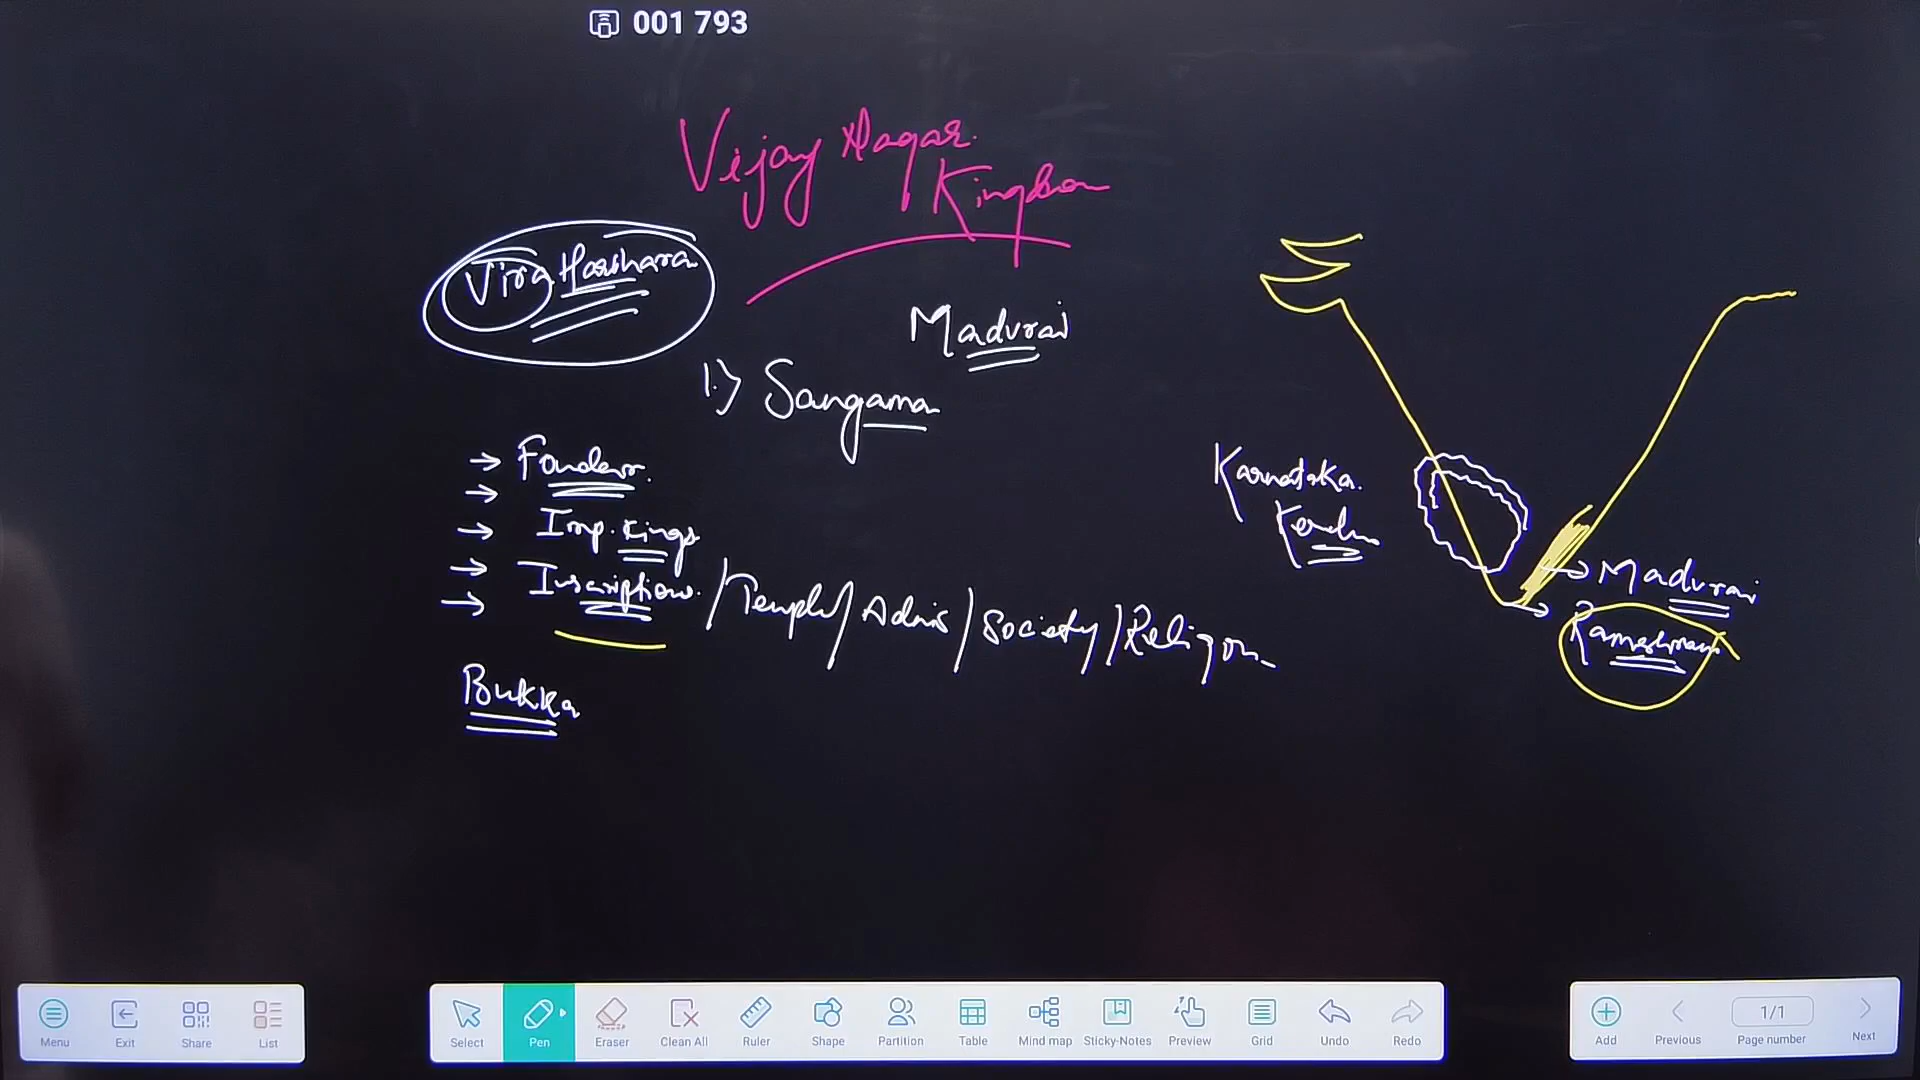 001 793
Vijay Nagar
Kingdom
Vira Harihara
Madurai
1.) Sangama
→ Founder.
→
→ Imp. Kings
→ Inscriptions. / Temple / Admis / Society / Religion
→
Bukka
Karnataka.
Kerala
→ Madurai
→ Rameshwaram
Menu
Exit
Share
List
Select
Pen
Eraser
Clean All
Ruler
Shape
Partition
Table
Mind map
Sticky-Notes
Preview
Grid
Undo
Redo
Add
Previous
1/1
Page number
Next